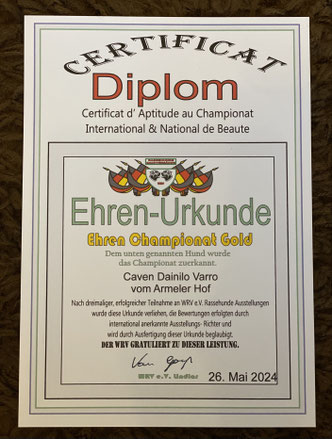 CERTIFICAT
Diplom
Certificat d' Aptitude au Championat
International & National de Beaute
Ehren-Urkunde
Ehren Championat Gold
Dem unten genannten Hund wurde
das Championat zuerkannt.
Caven Dainilo Varro
vom Armeler Hof
Nach dreimaliger, erfolgreicher Teilnahme an WRV e.V. Rassehunde Ausstellungen
wurde diese Urkunde verliehen, die Bewertungen erfolgten durch
international anerkannte Ausstellungs- Richter und
wird durch Ausfertigung dieser Urkunde beglaubigt.
DER WRV GRATULIERT ZU DIESER LEISTUNG.
WRV e.V.
26. Mai 2024